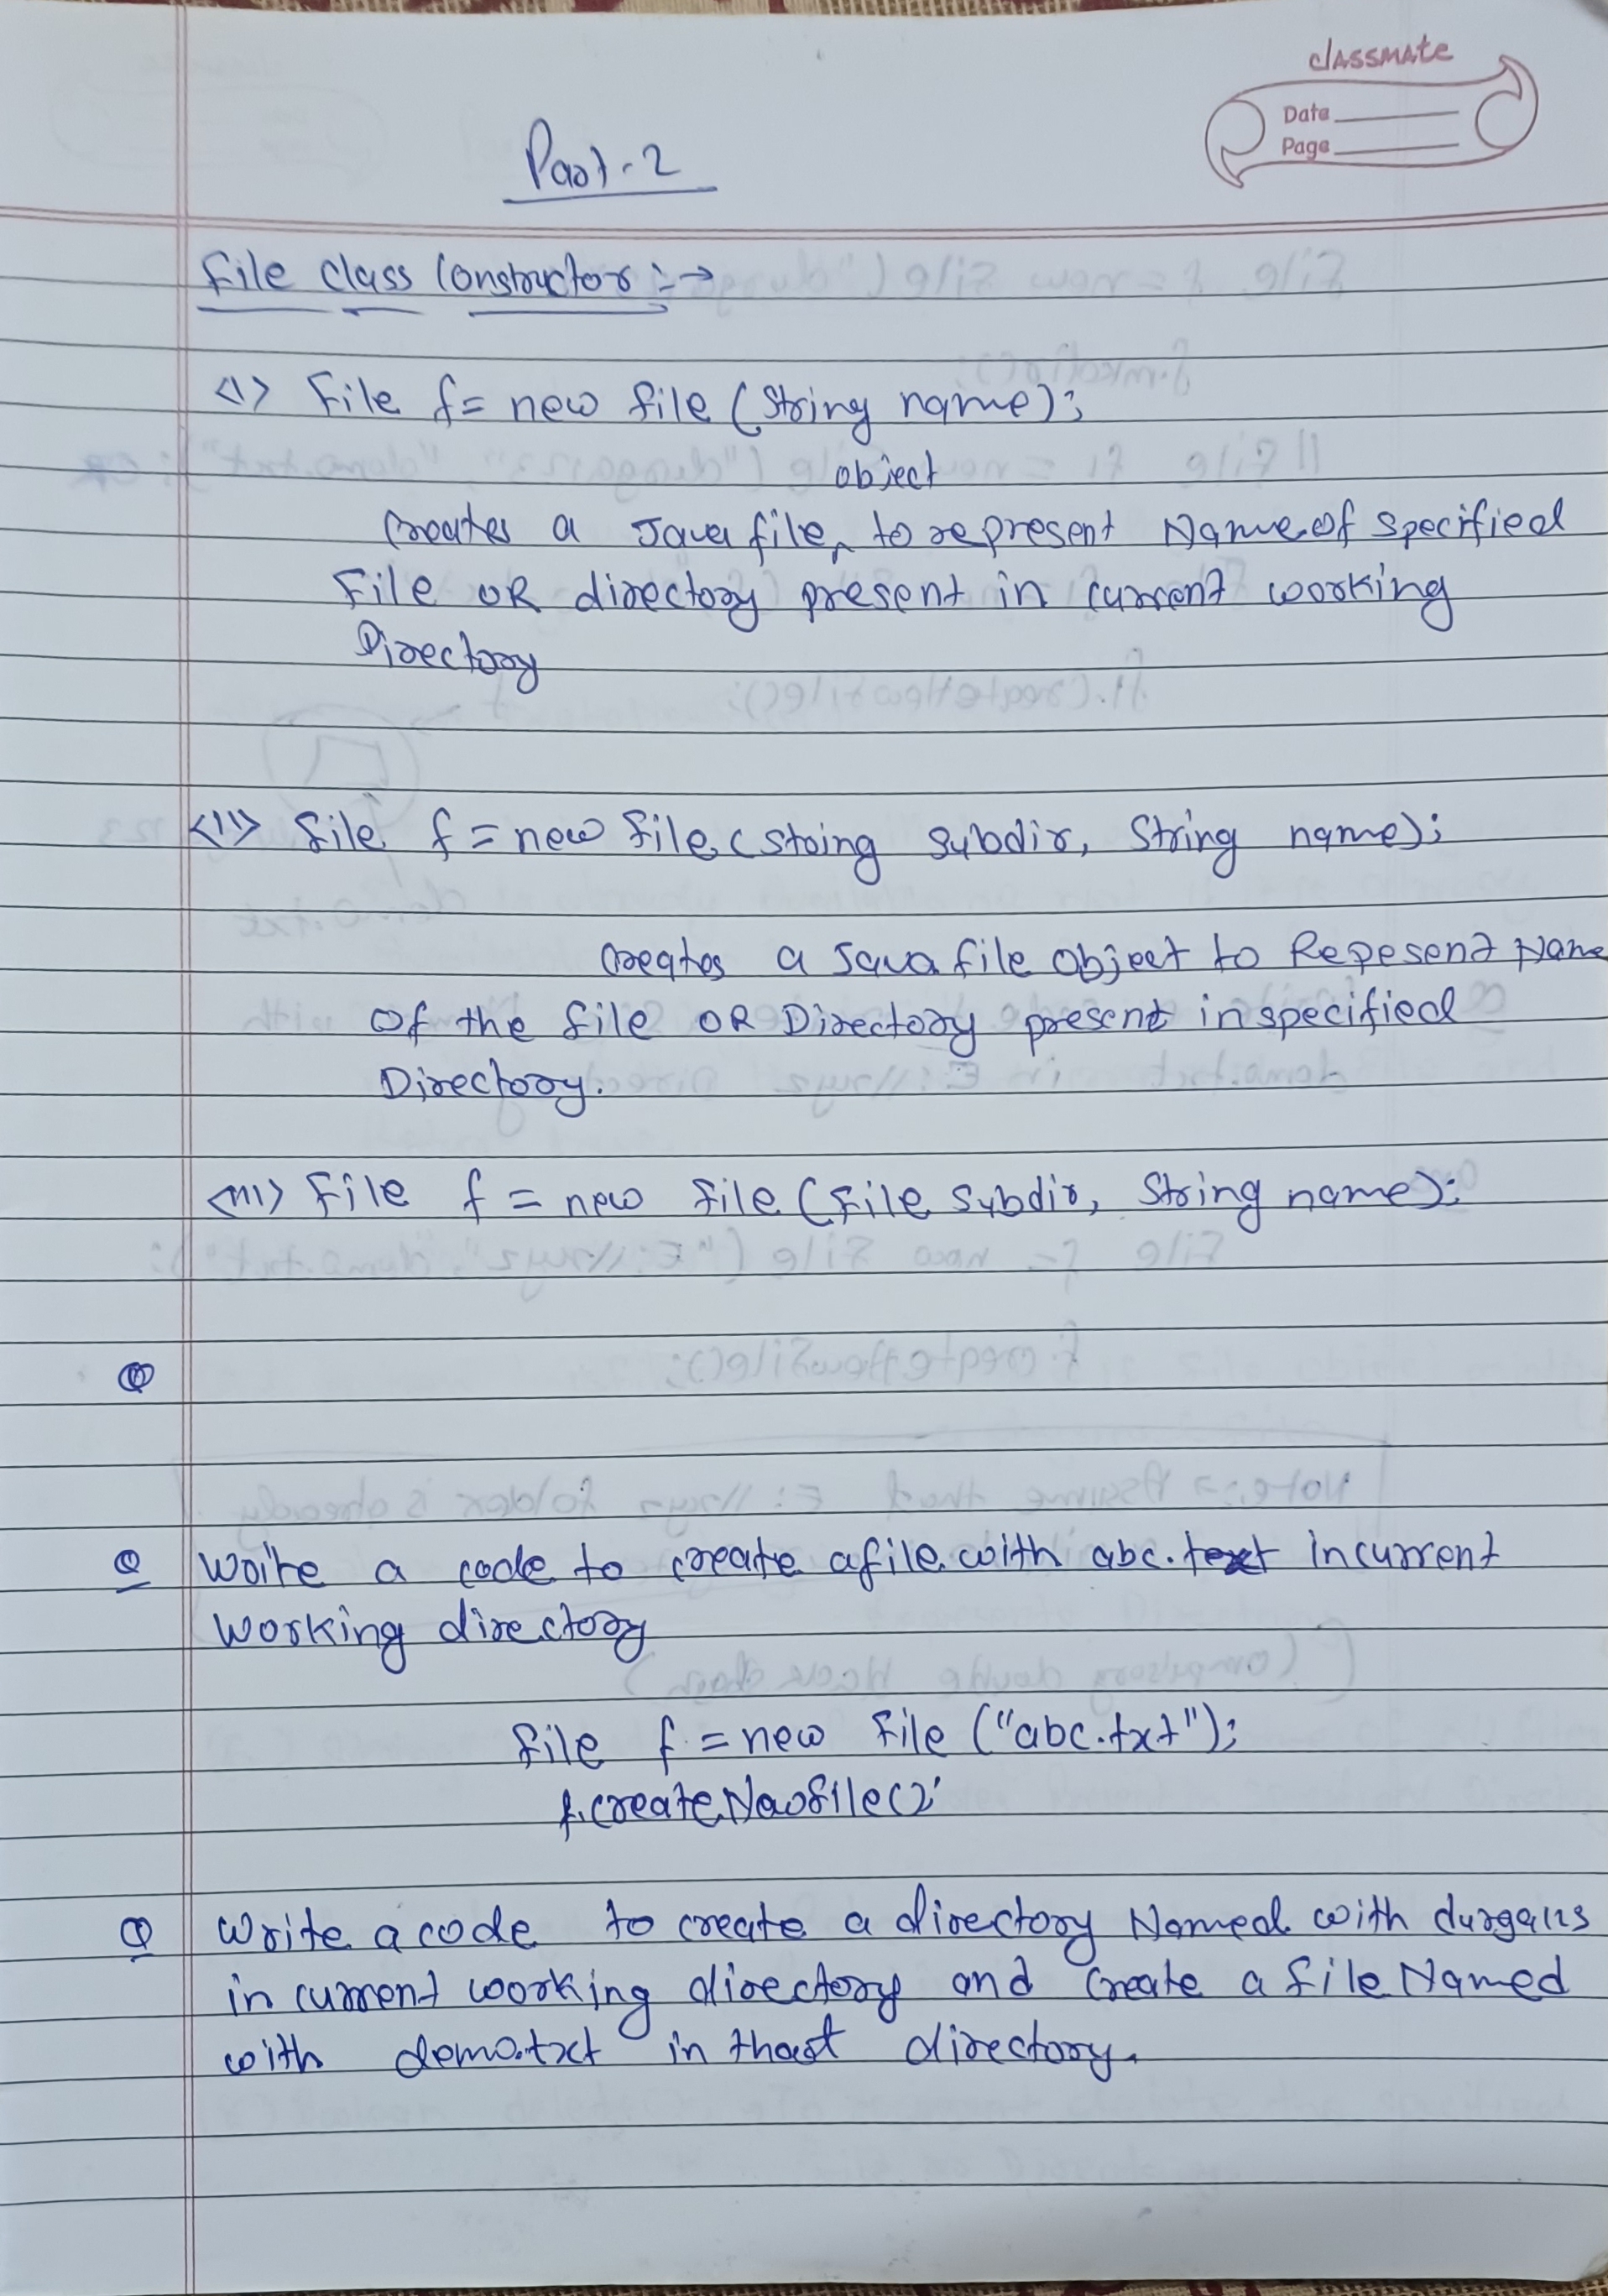 classmate
Date
Page
Part-2
File class Constructor :->
<I> File f = new file (String name);
object
Creates a Java file, to represent Name of specified
File OR directory present in current working
Directory
<II> File f = new File (String subdir, String name);
Creates a Java file object to Repesent Name
of the file OR Directory present in specified
Directory.
<III> File f = new File (File subdir, String name);
Q
Q Write a code to create a file with abc.text in current
working directory
File f = new File ("abc.txt");
f.createNewfile();
Q Write a code to create a directory Named with
in current working directory and Create a file Named
with demo.txt in that directory.